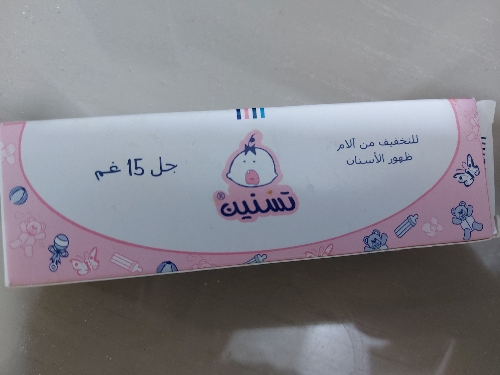 للتخفيف من آلام
ظهور الأسنان
تسنين®
جل 15 غم